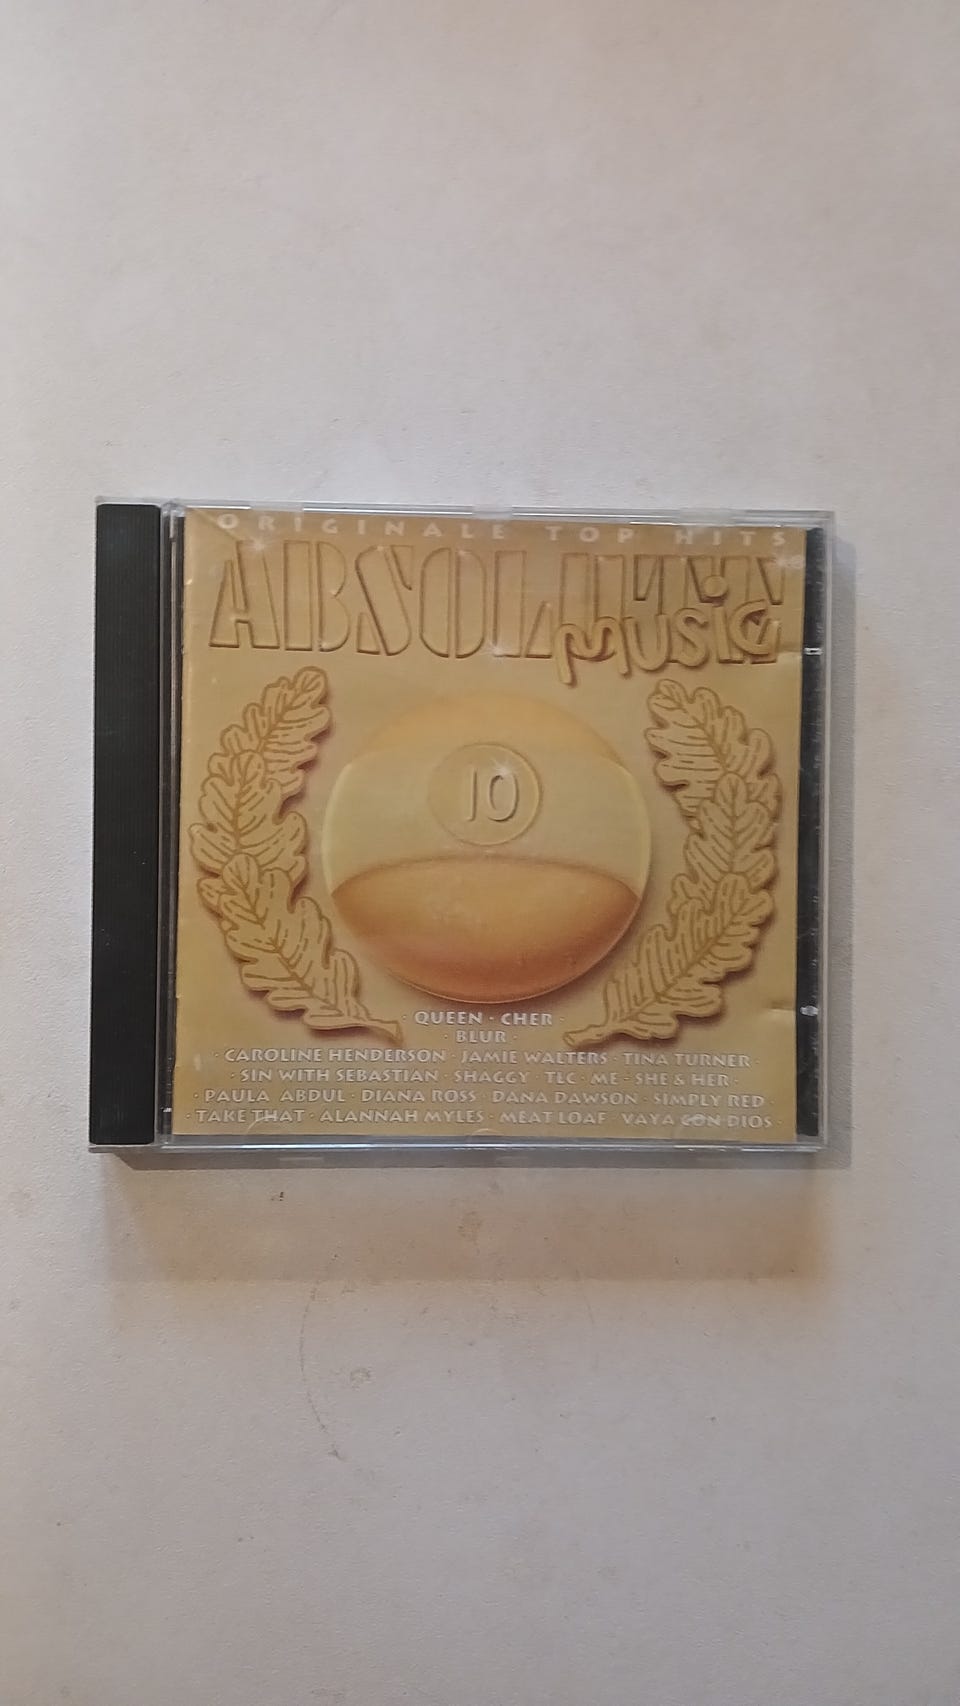 ORIGINALE TOP HITS
ABSOLUTE
music
10
· QUEEN · CHER ·
· BLUR ·
· CAROLINE HENDERSON · JAMIE WALTERS · TINA TURNER ·
· SIN WITH SEBASTIAN · SHAGGY · TLC · ME · SHE & HER ·
· PAULA ABDUL · DIANA ROSS · DANA DAWSON · SIMPLY RED ·
· TAKE THAT · ALANNAH MYLES · MEAT LOAF · VAYA CON DIOS ·